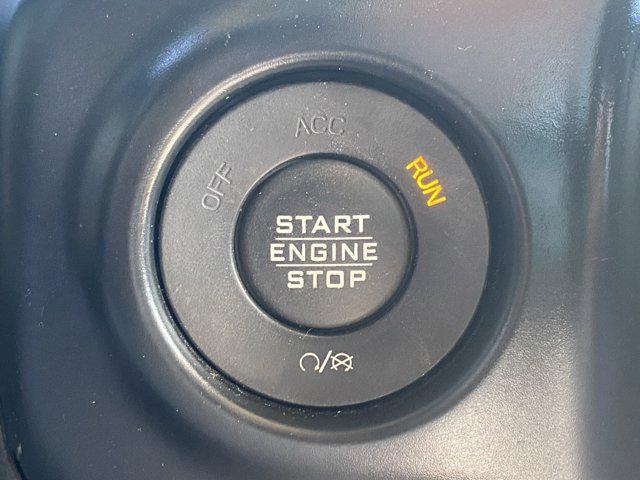 OFF
ACC
RUN
START
ENGINE
STOP